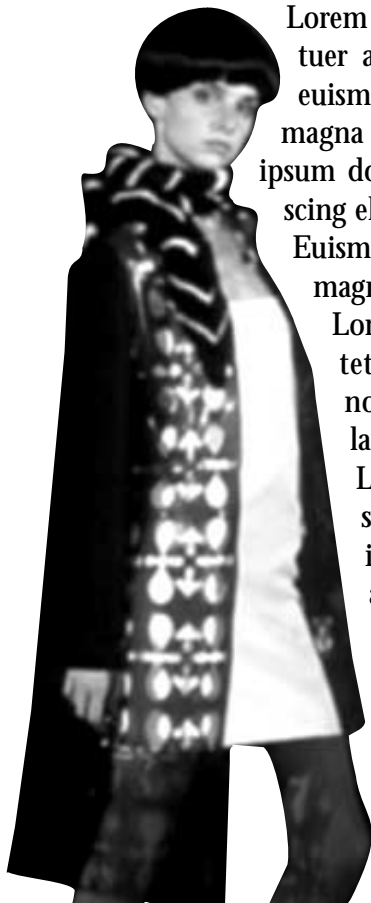 Lorem
tuer a
euism
magna
ipsum do
scing el
Euism
magn
Lor
tet
no
la
L
s
i
a